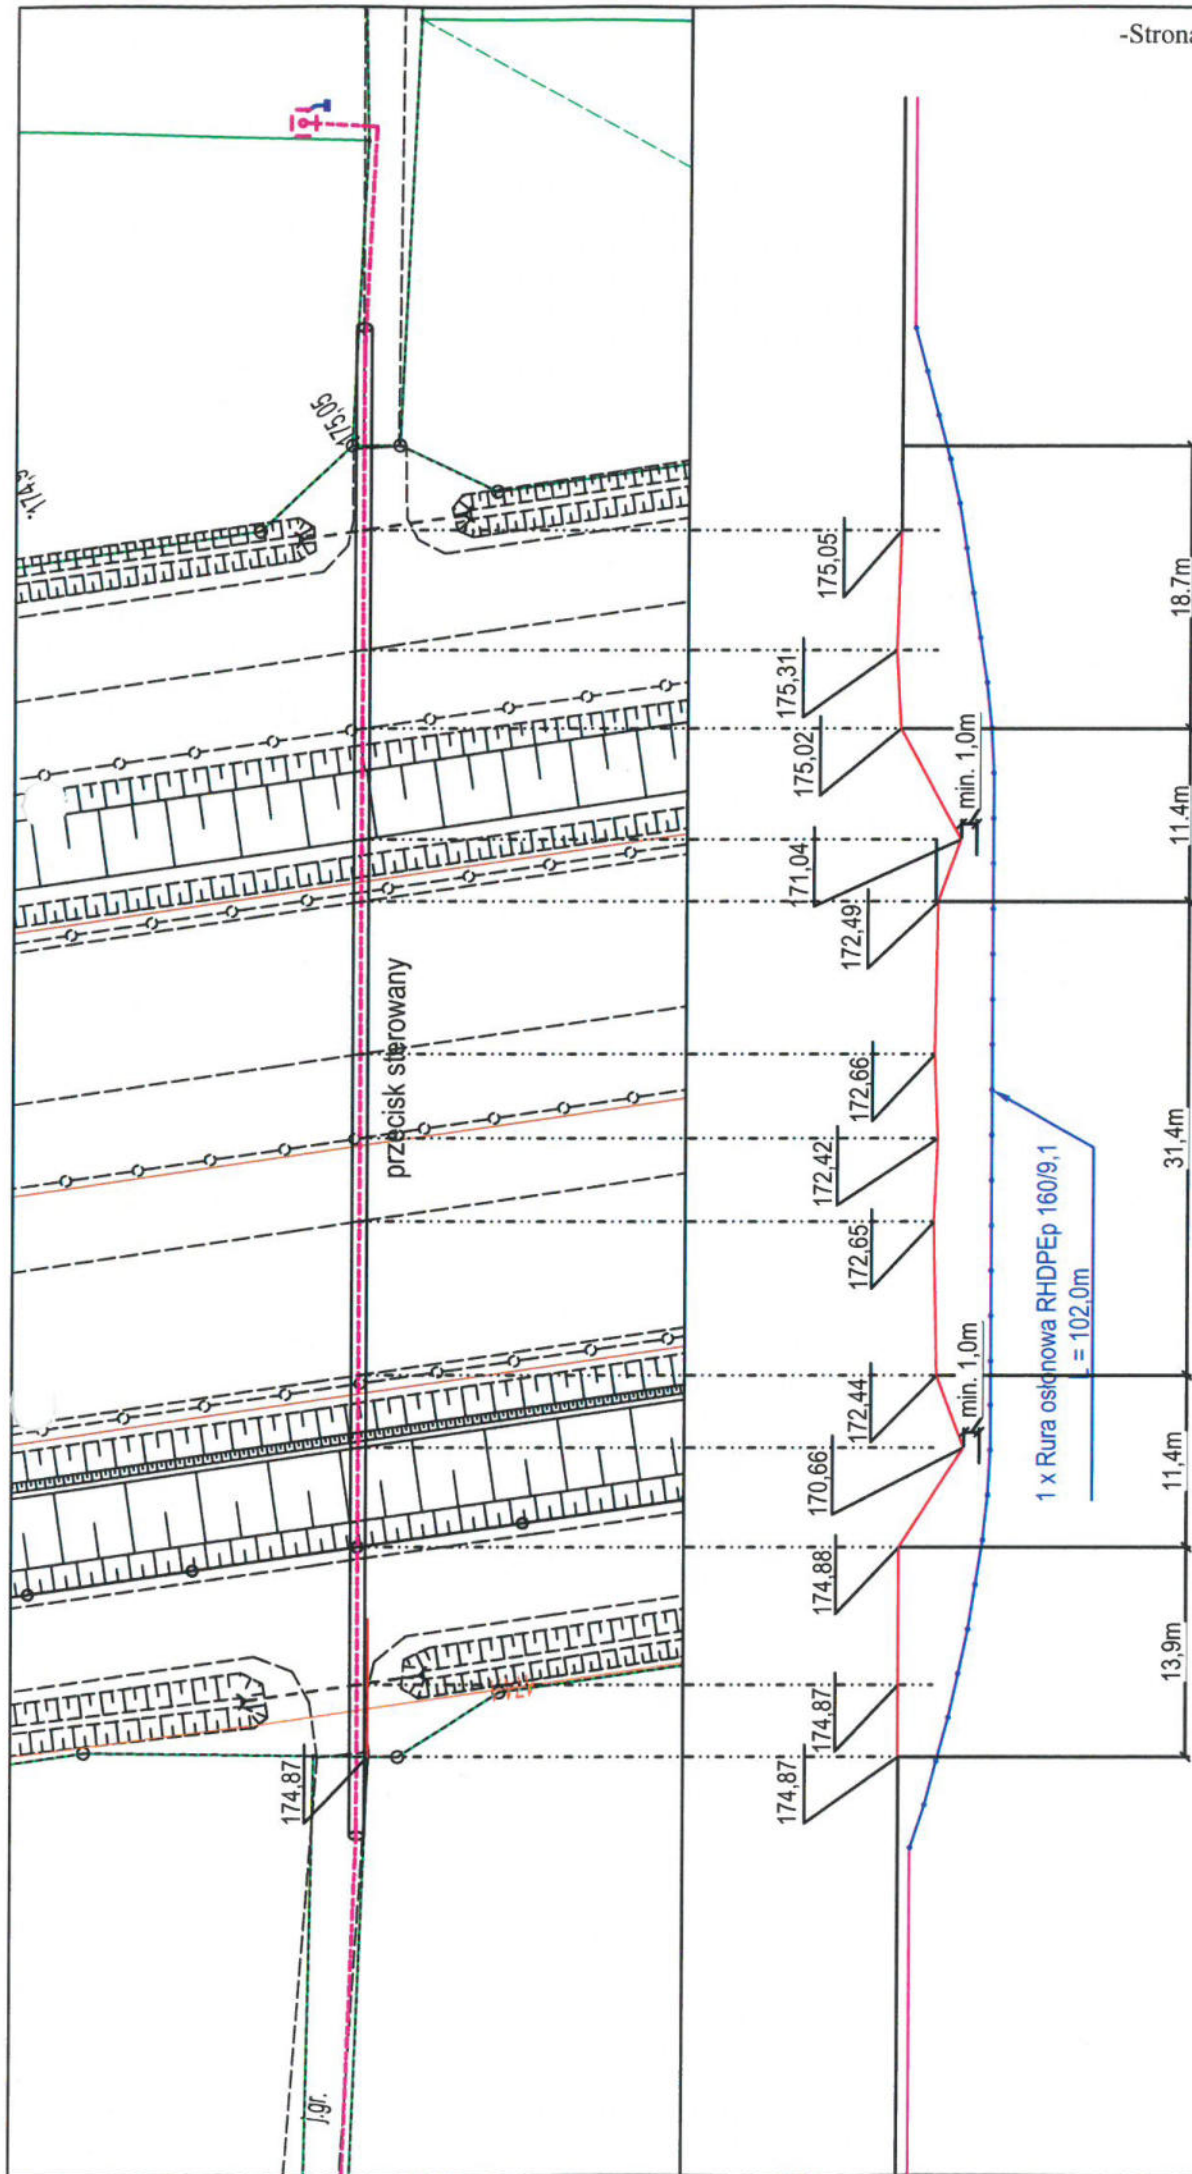 -Strona
*174,9
*175,05
175,05
18.7m
175,31
175,02
min. 1,0m
11.4m
171,04
172,49
przecisk sterowany
172,66
172,42
31,4m
172,65
1 x Rura osłonowa RHDPEp 160/9,1
L = 102,0m
172,44
min. 1,0m
170,66
11,4m
174,88
13,9m
174,87
174,87
174,87
j.gr.